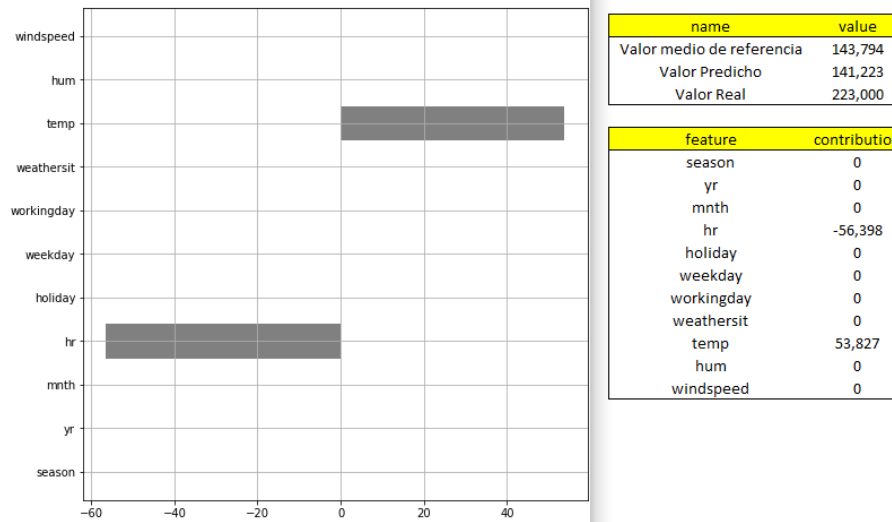 windspeed
hum
temp
weathersit
workingday
weekday
holiday
hr
mnth
yr
season
−60 −40 −20 0 20 40
name value
Valor medio de referencia 143,794
Valor Predicho 141,223
Valor Real 223,000
feature contributio
season 0
yr 0
mnth 0
hr -56,398
holiday 0
weekday 0
workingday 0
weathersit 0
temp 53,827
hum 0
windspeed 0